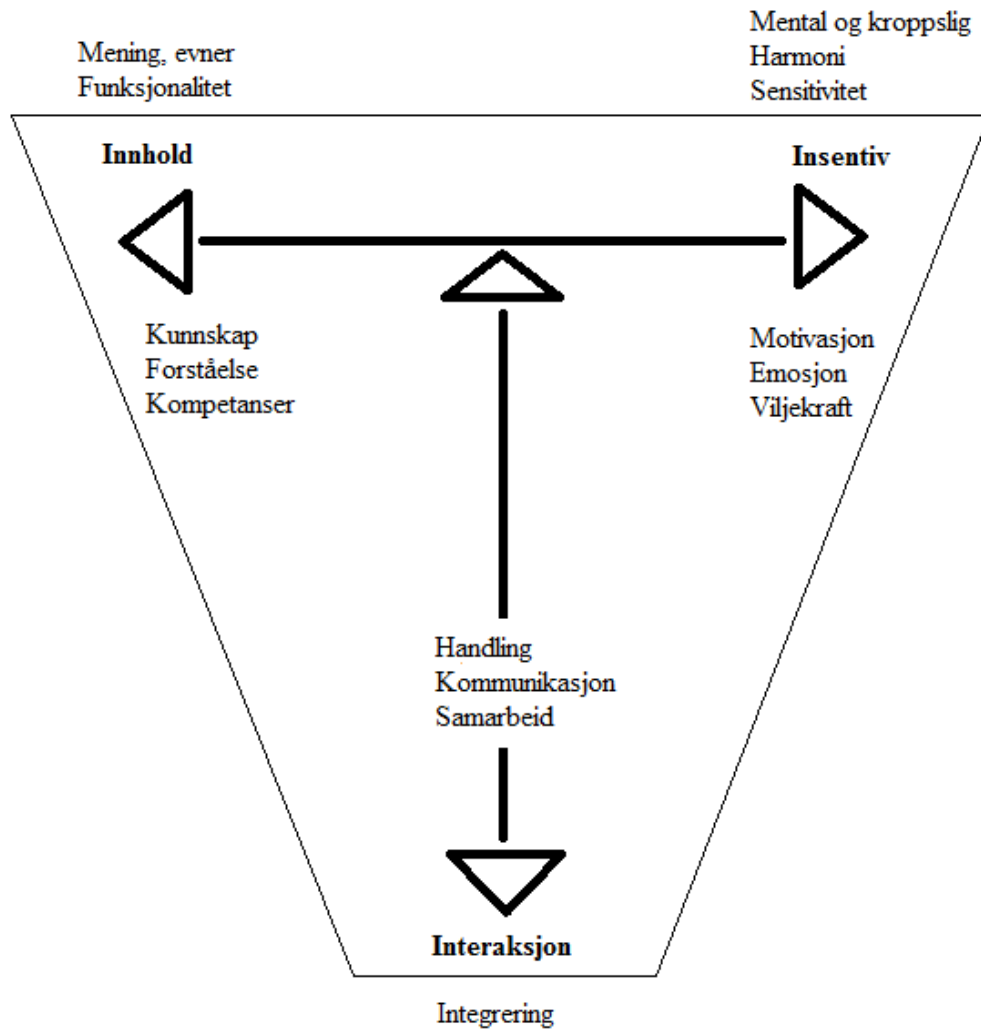 Mening, evner
Funksjonalitet
Mental og kroppslig
Harmoni
Sensitivitet
Innhold
Insentiv
Kunnskap
Forståelse
Kompetanser
Motivasjon
Emosjon
Viljekraft
Handling
Kommunikasjon
Samarbeid
Interaksjon
Integrering